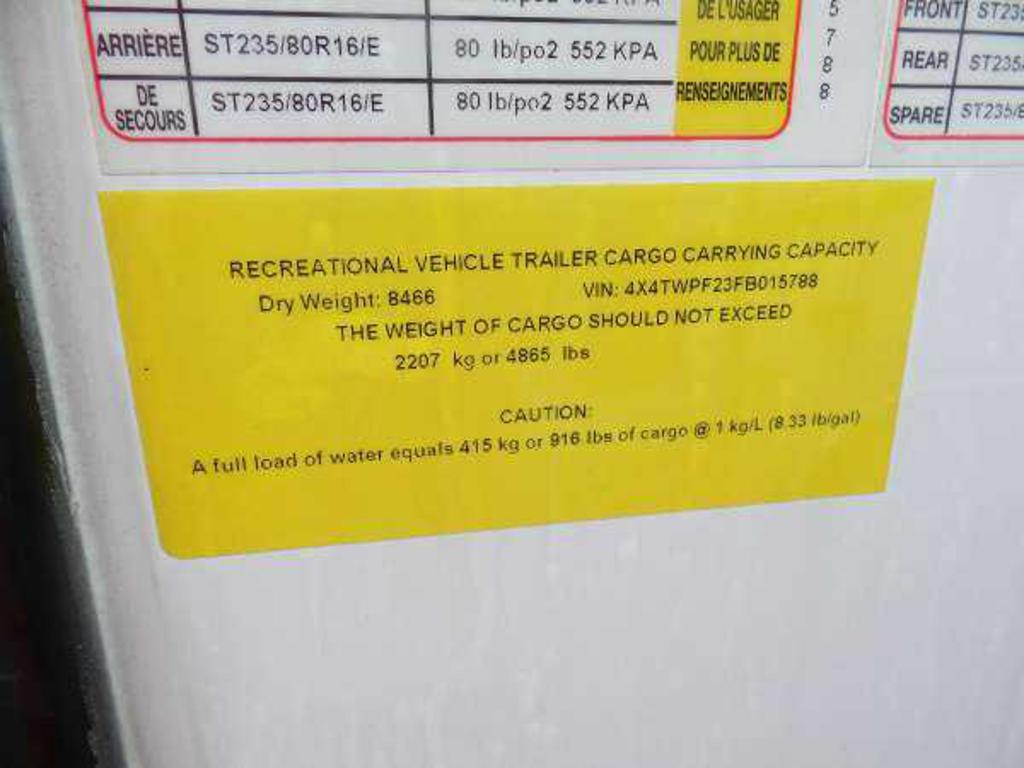 DE L'USAGER
ARRIÈRE ST235/80R16/E 80 lb/po2 552 KPA POUR PLUS DE
DE SECOURS ST235/80R16/E 80 lb/po2 552 KPA RENSEIGNEMENTS
5
7
8
8
FRONT
REAR
SPARE
RECREATIONAL VEHICLE TRAILER CARGO CARRYING CAPACITY
Dry Weight: 8466 VIN: 4X4TWPF23FB015788
THE WEIGHT OF CARGO SHOULD NOT EXCEED
2207 kg or 4865 lbs
CAUTION:
A full load of water equals 415 kg or 916 lbs of cargo @ 1 kg/L (8.33 lb/gal)